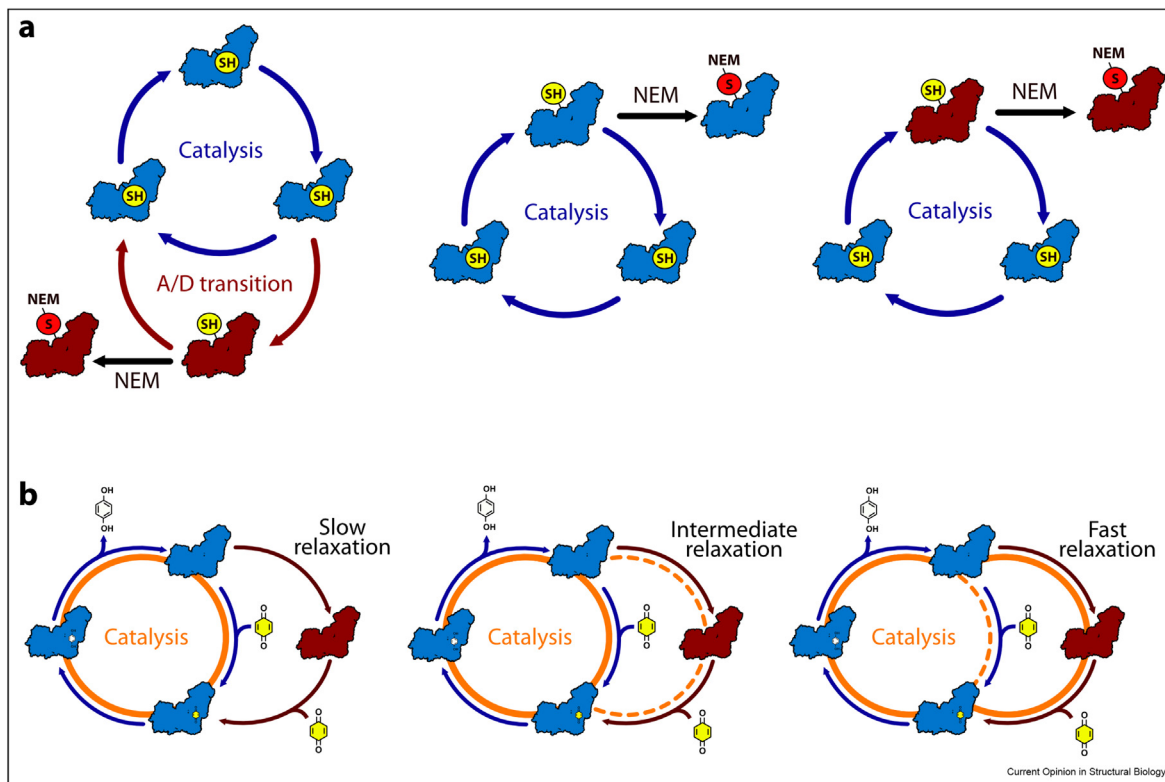 a
SH
Catalysis
SH
SH
A/D transition
NEM
S
SH
NEM
SH
NEM
NEM
S
Catalysis
SH
SH
SH
NEM
NEM
S
Catalysis
SH
SH
b
OH
OH
Slow
relaxation
Catalysis
O
O
O
O
OH
OH
Intermediate
relaxation
Catalysis
O
O
O
O
OH
OH
Fast
relaxation
Catalysis
O
O
O
O
Current Opinion in Structural Biology